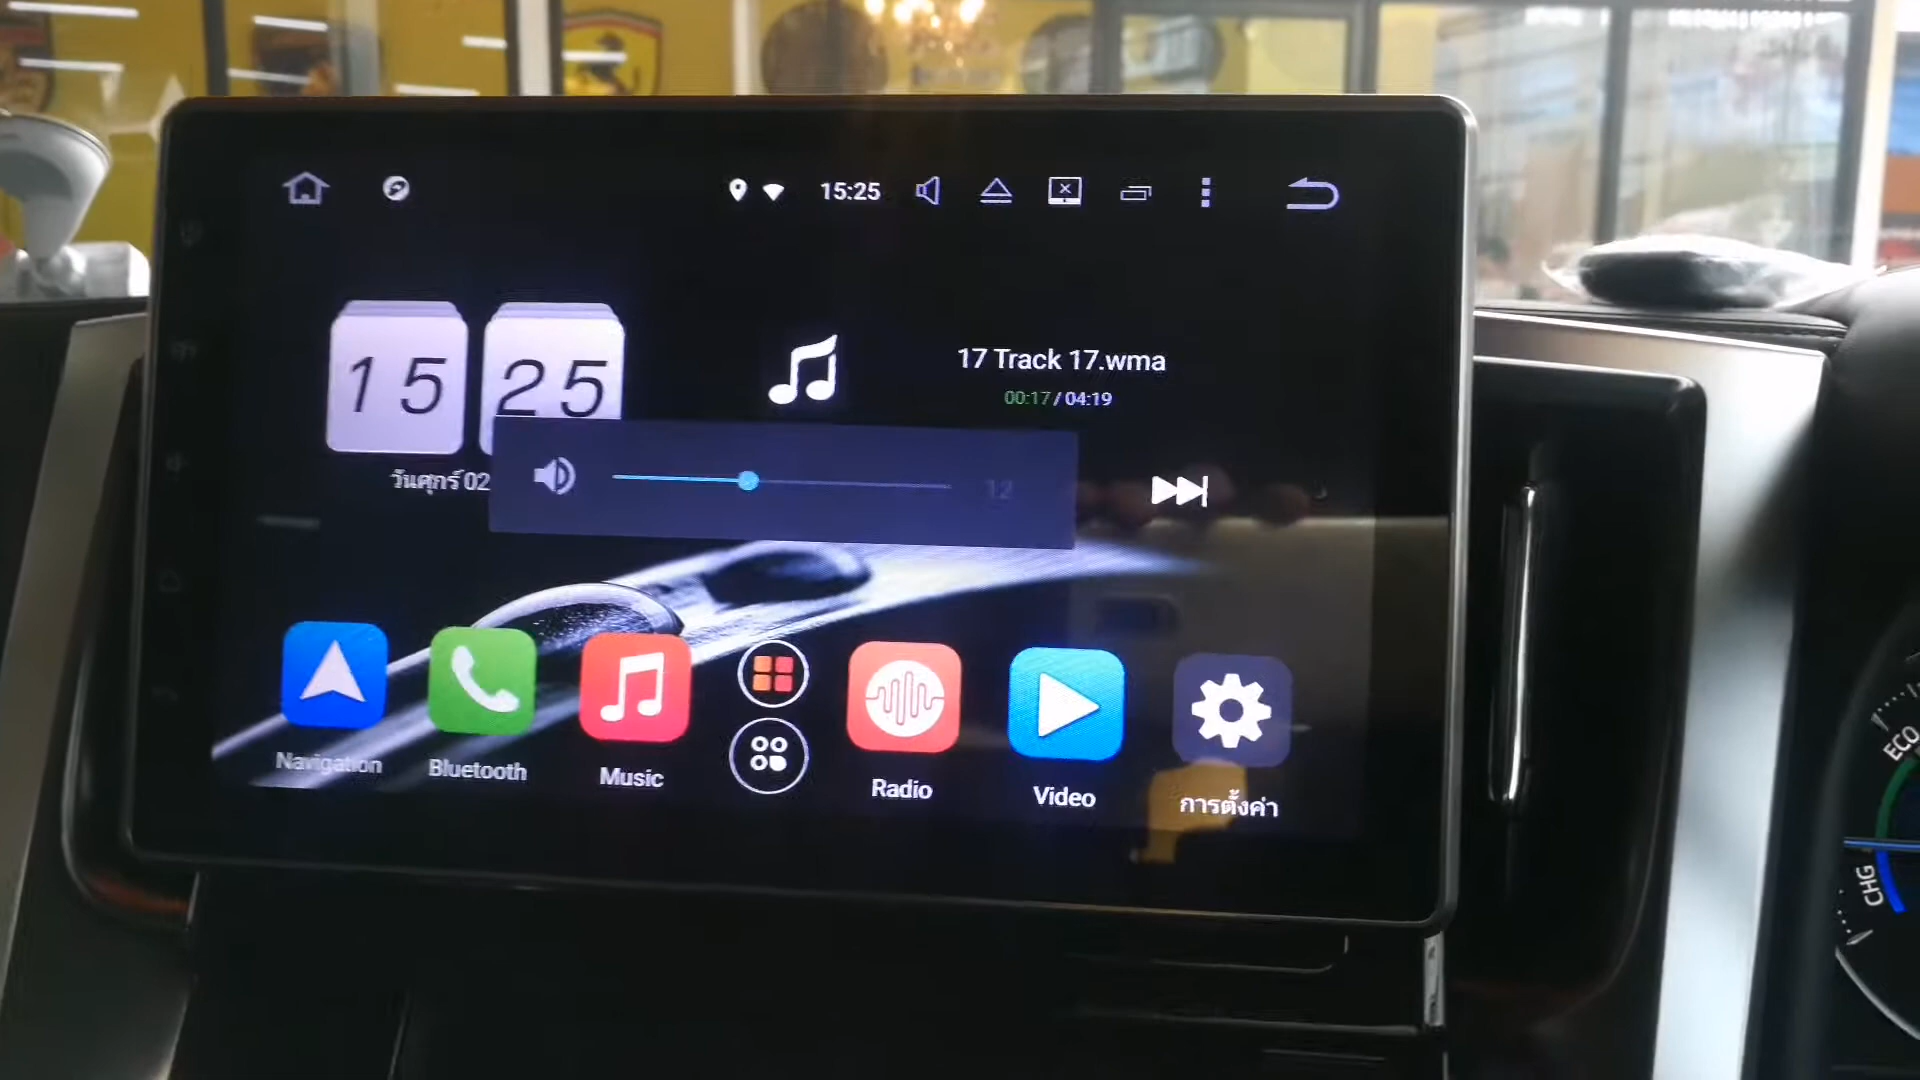 15:25
15 25
17 Track 17.wma
00:17 / 04:19
วันศุกร์ 02
12
Navigation
Bluetooth
Music
Radio
Video
การตั้งค่า
ECO
CHG